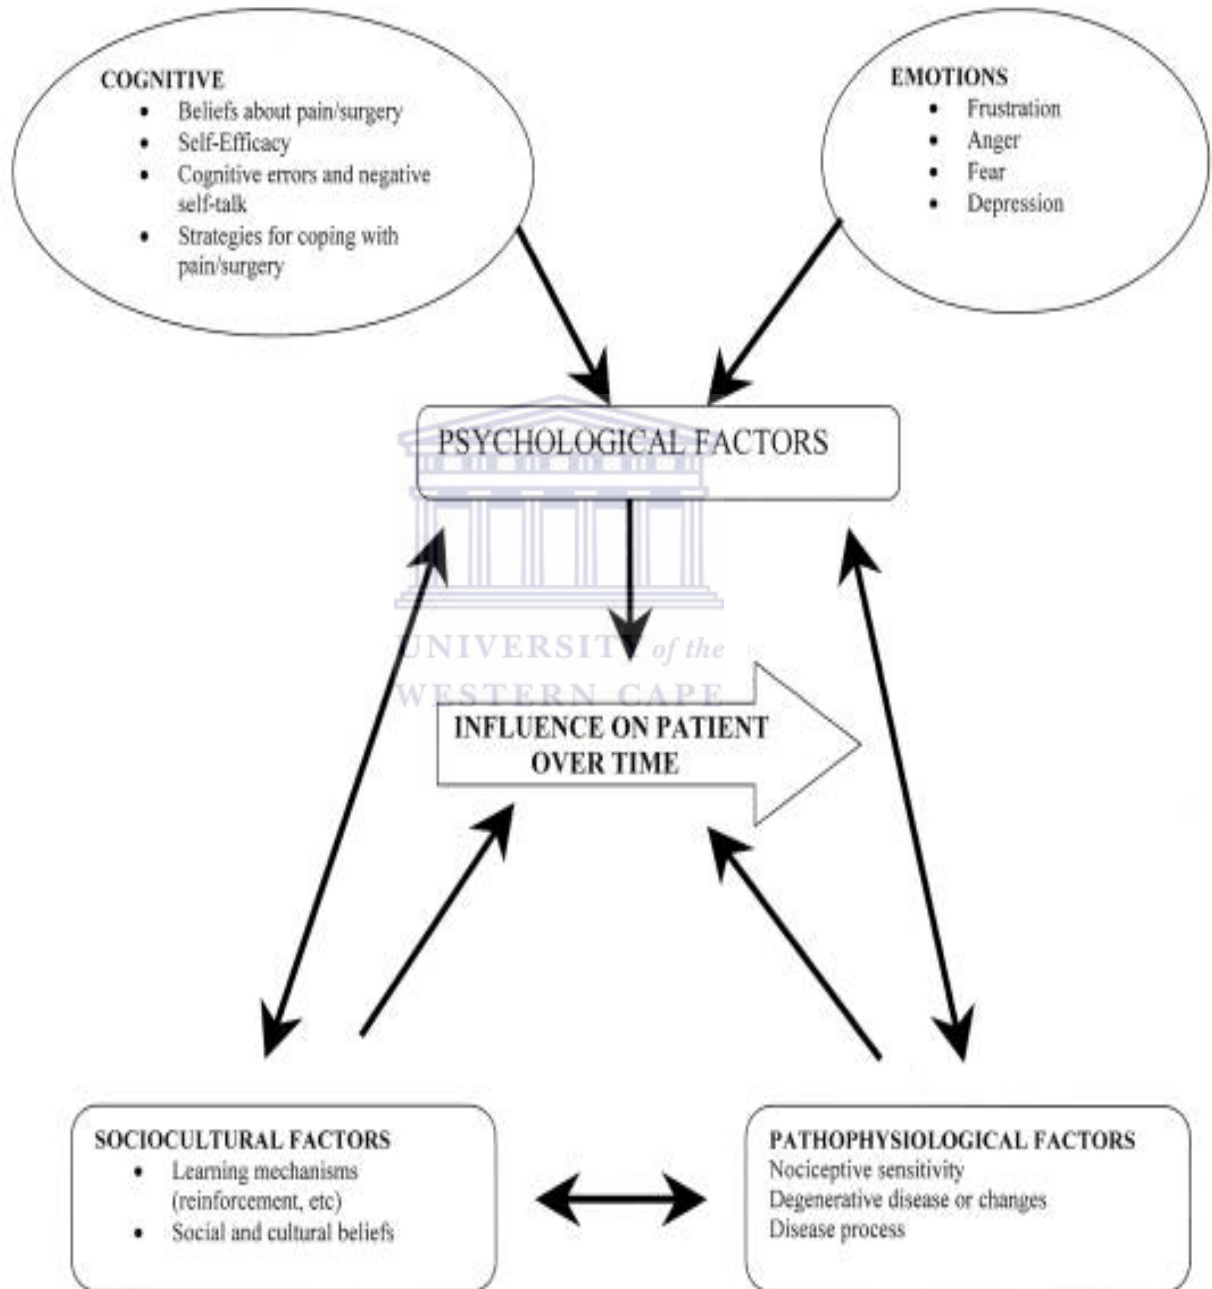 COGNITIVE
• Beliefs about pain/surgery
• Self-Efficacy
• Cognitive errors and negative
self-talk
• Strategies for coping with
pain/surgery
EMOTIONS
• Frustration
• Anger
• Fear
• Depression
PSYCHOLOGICAL FACTORS
UNIVERSITY of the
WESTERN CAPE
INFLUENCE ON PATIENT
OVER TIME
SOCIOCULTURAL FACTORS
• Learning mechanisms
(reinforcement, etc)
• Social and cultural beliefs
PATHOPHYSIOLOGICAL FACTORS
Nociceptive sensitivity
Degenerative disease or changes
Disease process